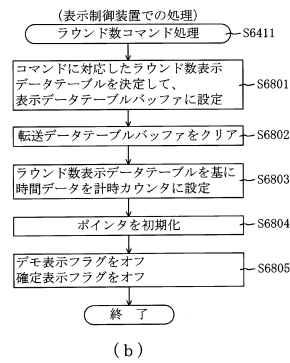 (表示制御装置での処理)
ラウンド数コマンド処理
S6411
コマンドに対応したラウンド数表示
データテーブルを決定して、
表示データテーブルバッファに設定
S6801
転送データテーブルバッファをクリア
S6802
ラウンド数表示データテーブルを基に
時間データを計時カウンタに設定
S6803
ポインタを初期化
S6804
デモ表示フラグをオフ
確定表示フラグをオフ
S6805
終 了
(b)